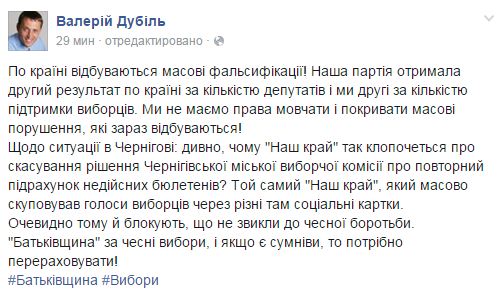 Валерій Дубіль
29 мин · отредактировано ·
По країні відбуваються масові фальсифікації! Наша партія отримала
другий результат по країні за кількістю депутатів і ми другі за кількістю
підтримки виборців. Ми не маємо права мовчати і покривати масові
порушення, які зараз відбуваються!
Щодо ситуації в Чернігові: дивно, чому "Наш край" так клопочеться про
скасування рішення Чернігівської міської виборчої комісії про повторний
підрахунок недійсних бюлетенів? Той самий "Наш край", який масово
скуповував голоси виборців через різні там соціальні картки.
Очевидно тому й блокують, що не звикли до чесної боротьби.
"Батьківщина" за чесні вибори, і якщо є сумніви, то потрібно
перераховувати!
#Батьківщина #Вибори